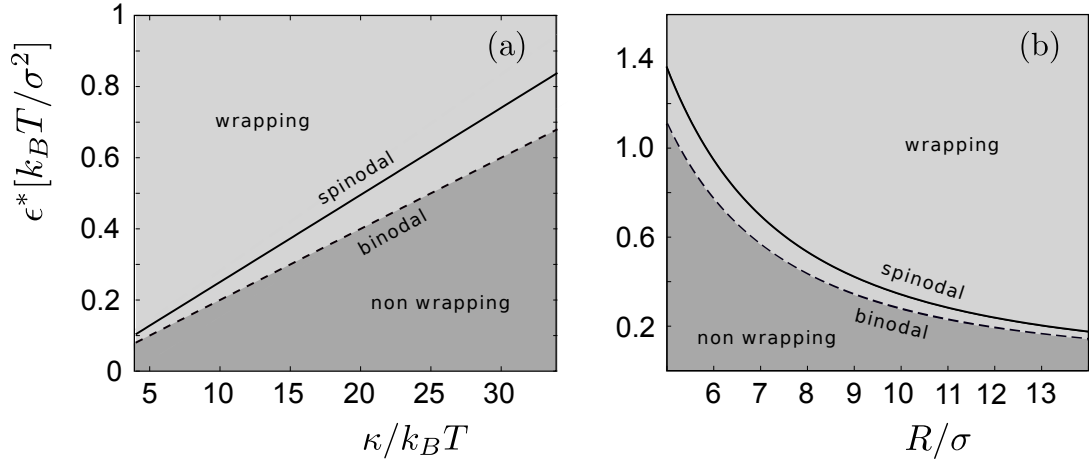 ϵ*[k_BT/σ²]
1
0.8
0.6
0.4
0.2
0
(a)
wrapping
spinodal
binodal
non wrapping
5 10 15 20 25 30
κ/k_BT
1.4
1.0
0.6
0.2
(b)
wrapping
spinodal
binodal
non wrapping
6 7 8 9 10 11 12 13
R/σ